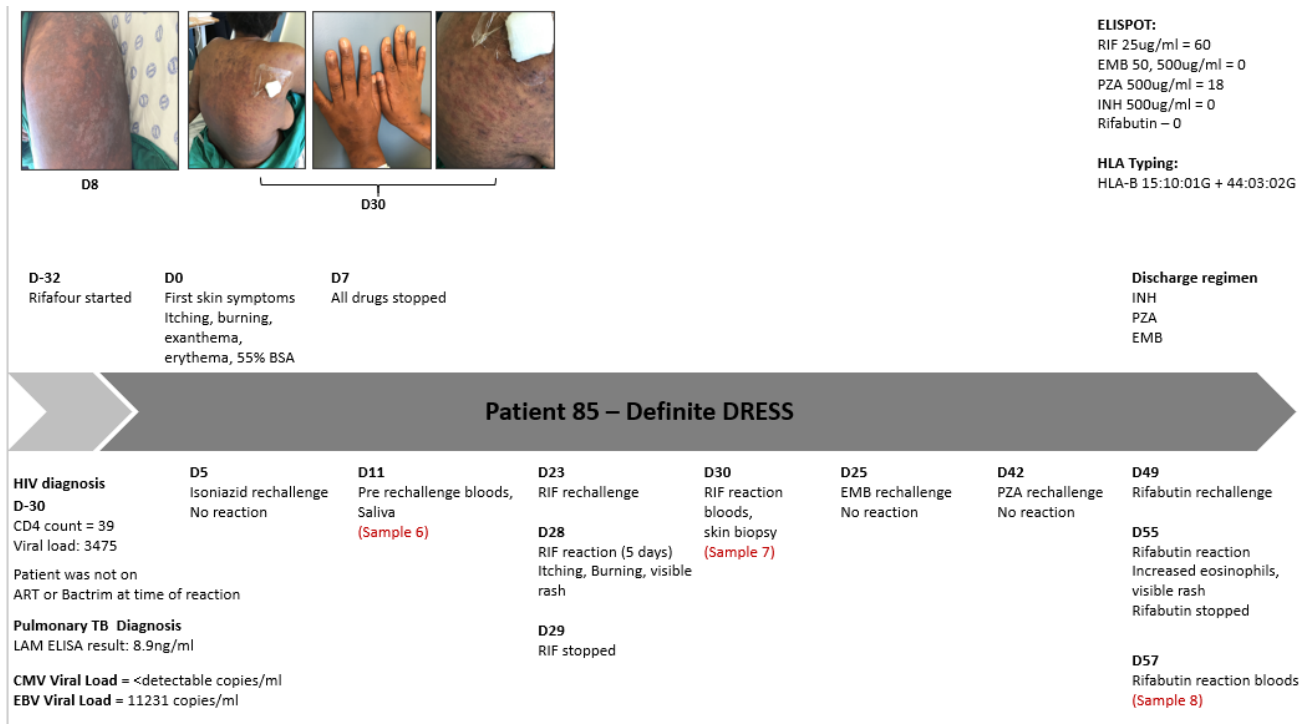 D8
D30
ELISPOT:
RIF 25ug/ml = 60
EMB 50, 500ug/ml = 0
PZA 500ug/ml = 18
INH 500ug/ml = 0
Rifabutin – 0
HLA Typing:
HLA-B 15:10:01G + 44:03:02G
D-32
Rifafour started
D0
First skin symptoms
Itching, burning,
exanthema,
erythema, 55% BSA
D7
All drugs stopped
Discharge regimen
INH
PZA
EMB
Patient 85 – Definite DRESS
HIV diagnosis
D-30
CD4 count = 39
Viral load: 3475
Patient was not on
ART or Bactrim at time of reaction
Pulmonary TB Diagnosis
LAM ELISA result: 8.9ng/ml
CMV Viral Load = <detectable copies/ml
EBV Viral Load = 11231 copies/ml
D5
Isoniazid rechallenge
No reaction
D11
Pre rechallenge bloods,
Saliva
(Sample 6)
D23
RIF rechallenge
D28
RIF reaction (5 days)
Itching, Burning, visible
rash
D29
RIF stopped
D30
RIF reaction
bloods,
skin biopsy
(Sample 7)
D25
EMB rechallenge
No reaction
D42
PZA rechallenge
No reaction
D49
Rifabutin rechallenge
D55
Rifabutin reaction
Increased eosinophils,
visible rash
Rifabutin stopped
D57
Rifabutin reaction bloods
(Sample 8)